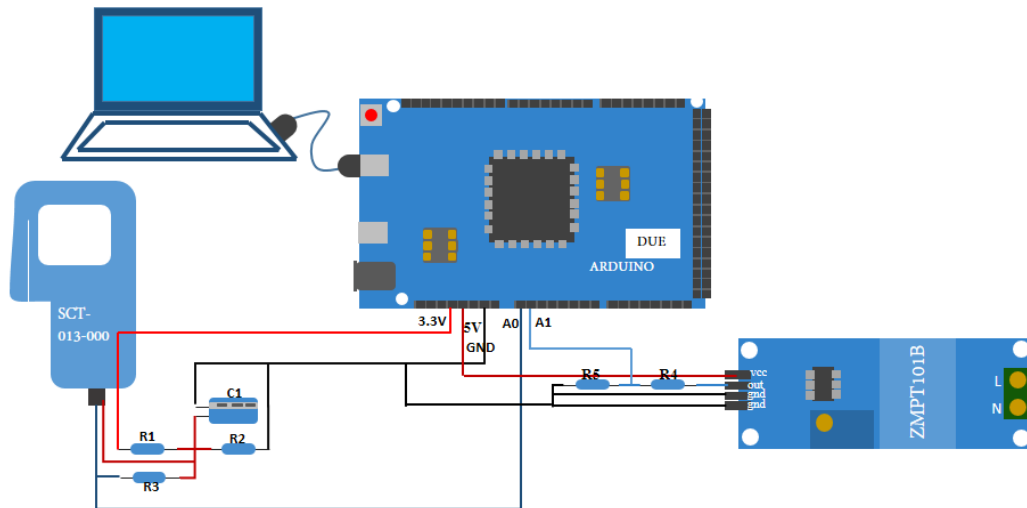 DUE
ARDUINO
SCT-
013-000
3.3V
5V
GND
A0
A1
C1
R1
R2
R3
R5
R4
vcc
out
gnd
gnd
ZMPT101B
L
N